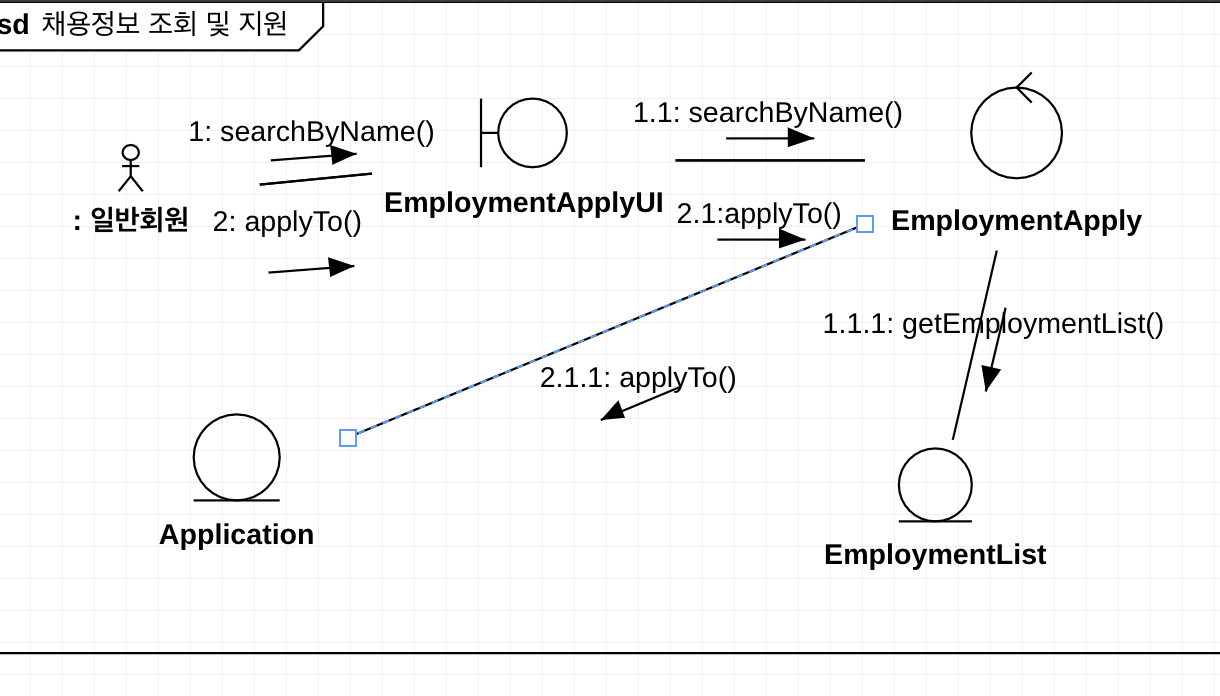 sd 채용정보 조회 및 지원
1: searchByName()
1.1: searchByName()
: 일반회원
2: applyTo()
EmploymentApplyUI
2.1:applyTo()
EmploymentApply
1.1.1: getEmploymentList()
2.1.1: applyTo()
Application
EmploymentList